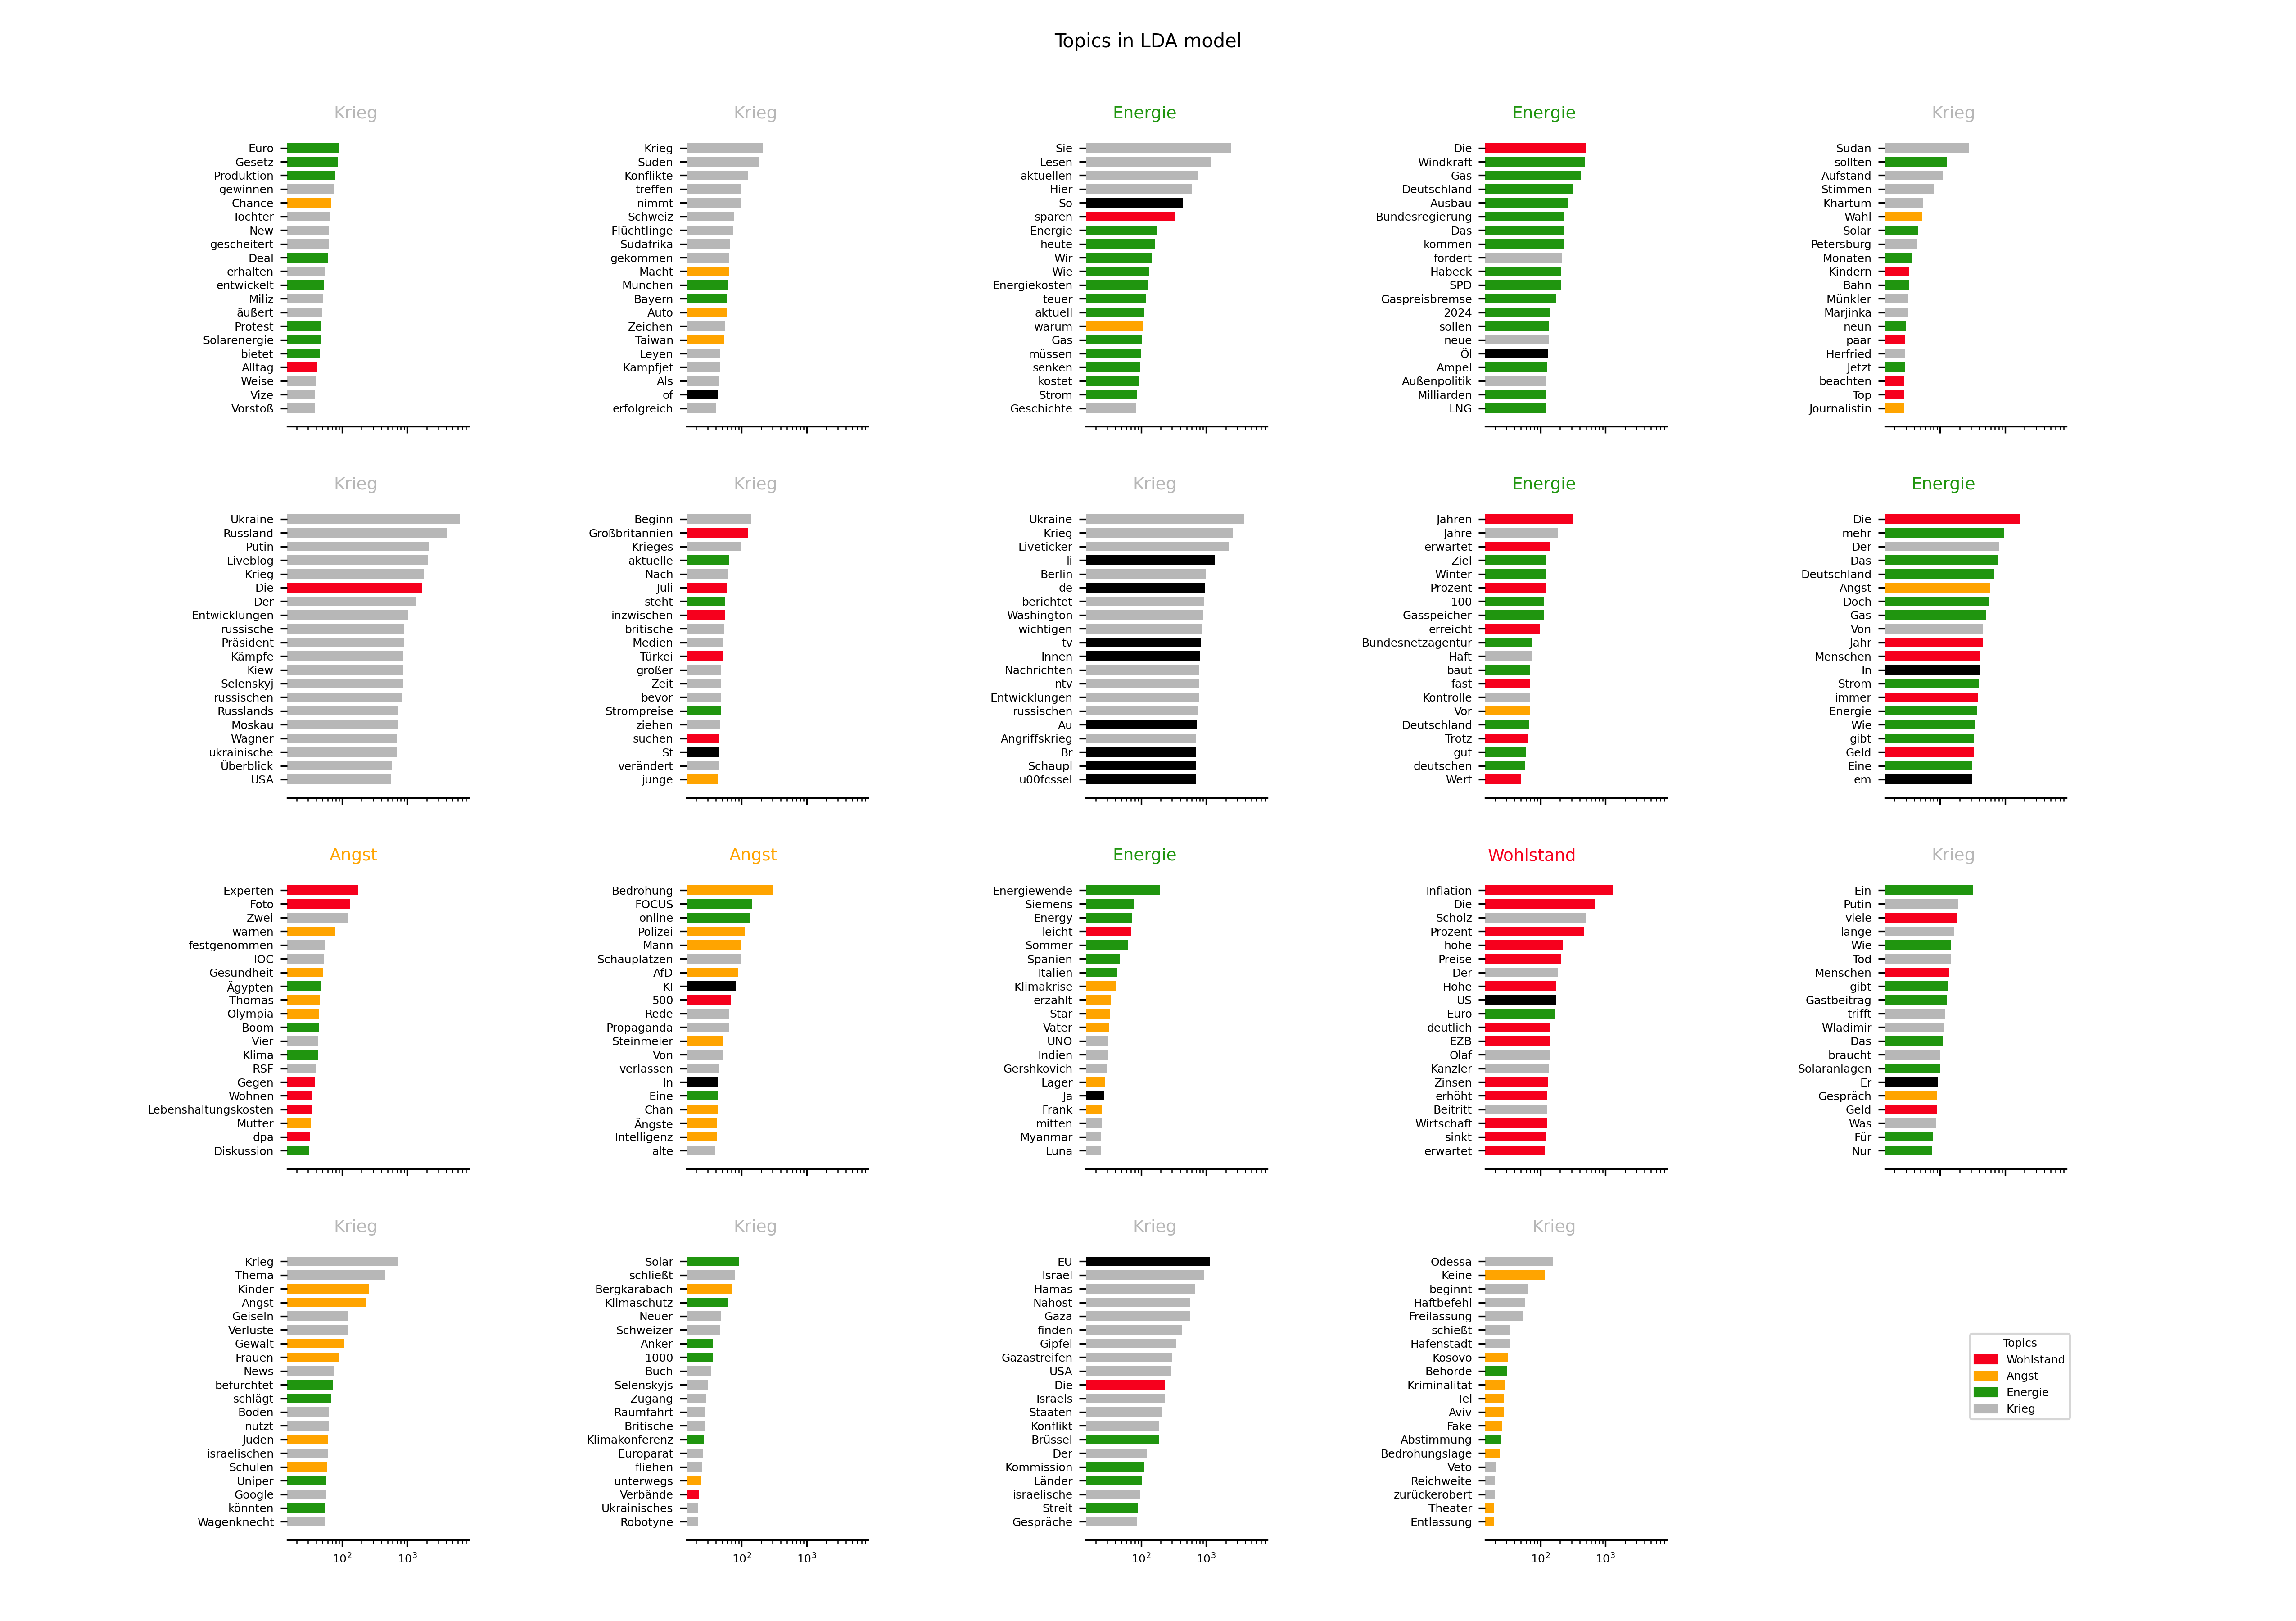 Topics in LDA model
Krieg
Euro
Gesetz
Produktion
gewinnen
Chance
Tochter
New
gescheitert
Deal
erhalten
entwickelt
Miliz
äußert
Protest
Solarenergie
bietet
Alltag
Weise
Vize
Vorstoß
Krieg
Krieg
Süden
Konflikte
treffen
nimmt
Schweiz
Flüchtlinge
Südafrika
gekommen
Macht
München
Bayern
Auto
Zeichen
Taiwan
Leyen
Kampfjet
Als
of
erfolgreich
Energie
Sie
Lesen
aktuellen
Hier
So
sparen
Energie
heute
Wir
Wie
Energiekosten
teuer
aktuell
warum
Gas
müssen
senken
kostet
Strom
Geschichte
Energie
Die
Windkraft
Gas
Deutschland
Ausbau
Bundesregierung
Das
kommen
fordert
Habeck
SPD
Gaspreisbremse
2024
sollen
neue
Öl
Ampel
Außenpolitik
Milliarden
LNG
Krieg
Sudan
sollten
Aufstand
Stimmen
Khartum
Wahl
Solar
Petersburg
Monaten
Kindern
Bahn
Münkler
Marjinka
neun
paar
Herfried
Jetzt
beachten
Top
Journalistin
Krieg
Ukraine
Russland
Putin
Liveblog
Krieg
Die
Der
Entwicklungen
russische
Präsident
Kämpfe
Kiew
Selenskyj
russischen
Russlands
Moskau
Wagner
ukrainische
Überblick
USA
Krieg
Beginn
Großbritannien
Krieges
aktuelle
Nach
Juli
steht
inzwischen
britische
Medien
Türkei
großer
Zeit
bevor
Strompreise
ziehen
suchen
St
verändert
junge
Krieg
Ukraine
Krieg
Liveticker
li
Berlin
de
berichtet
Washington
wichtigen
tv
Innen
Nachrichten
ntv
Entwicklungen
russischen
Au
Angriffskrieg
Br
Schaupl
u00fcssel
Energie
Jahren
Jahre
erwartet
Ziel
Winter
Prozent
100
Gasspeicher
erreicht
Bundesnetzagentur
Haft
baut
fast
Kontrolle
Vor
Deutschland
Trotz
gut
deutschen
Wert
Energie
Die
mehr
Der
Das
Deutschland
Angst
Doch
Gas
Von
Jahr
Menschen
In
Strom
immer
Energie
Wie
gibt
Geld
Eine
em
Angst
Experten
Foto
Zwei
warnen
festgenommen
IOC
Gesundheit
Ägypten
Thomas
Olympia
Boom
Vier
Klima
RSF
Gegen
Wohnen
Lebenshaltungskosten
Mutter
dpa
Diskussion
Angst
Bedrohung
FOCUS
online
Polizei
Mann
Schauplätzen
AfD
KI
500
Rede
Propaganda
Steinmeier
Von
verlassen
In
Eine
Chan
Ängste
Intelligenz
alte
Energie
Energiewende
Siemens
Energy
leicht
Sommer
Spanien
Italien
Klimakrise
erzählt
Star
Vater
UNO
Indien
Gershkovich
Lager
Ja
Frank
mitten
Myanmar
Luna
Wohlstand
Inflation
Die
Scholz
Prozent
hohe
Preise
Der
Hohe
US
Euro
deutlich
EZB
Olaf
Kanzler
Zinsen
erhöht
Beitritt
Wirtschaft
sinkt
erwartet
Krieg
Ein
Putin
viele
lange
Wie
Tod
Menschen
gibt
Gastbeitrag
trifft
Wladimir
Das
braucht
Solaranlagen
Er
Gespräch
Geld
Was
Für
Nur
Krieg
Krieg
Thema
Kinder
Angst
Geiseln
Verluste
Gewalt
Frauen
News
befürchtet
schlägt
Boden
nutzt
Juden
israelischen
Schulen
Uniper
Google
könnten
Wagenknecht
10²
10³
Krieg
Solar
schließt
Bergkarabach
Klimaschutz
Neuer
Schweizer
Anker
1000
Buch
Selenskyjs
Zugang
Raumfahrt
Britische
Klimakonferenz
Europarat
fliehen
unterwegs
Verbände
Ukrainisches
Robotyne
10²
10³
Krieg
EU
Israel
Hamas
Nahost
Gaza
finden
Gipfel
Gazastreifen
USA
Die
Israels
Staaten
Konflikt
Brüssel
Der
Kommission
Länder
israelische
Streit
Gespräche
10²
10³
Krieg
Odessa
Keine
beginnt
Haftbefehl
Freilassung
schießt
Hafenstadt
Kosovo
Behörde
Kriminalität
Tel
Aviv
Fake
Abstimmung
Bedrohungslage
Veto
Reichweite
zurückerobert
Theater
Entlassung
10²
10³
Topics
Wohlstand
Angst
Energie
Krieg